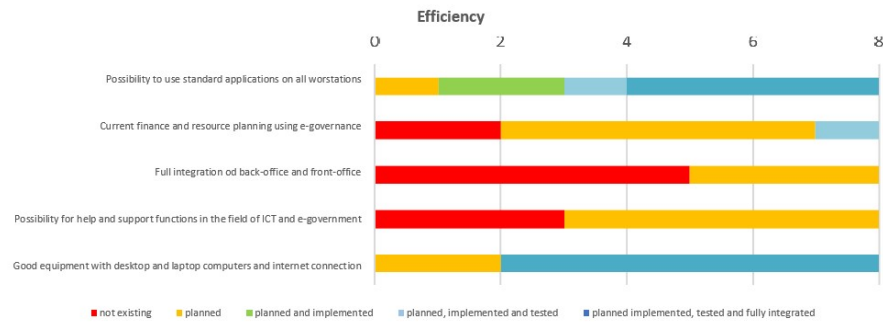 Efficiency
0 2 4 6 8
Possibility to use standard applications on all worstations
Current finance and resource planning using e-governance
Full integration od back-office and front-office
Possibility for help and support functions in the field of ICT and e-government
Good equipment with desktop and laptop computers and internet connection
not existing planned planned and implemented planned, implemented and tested planned implemented, tested and fully integrated